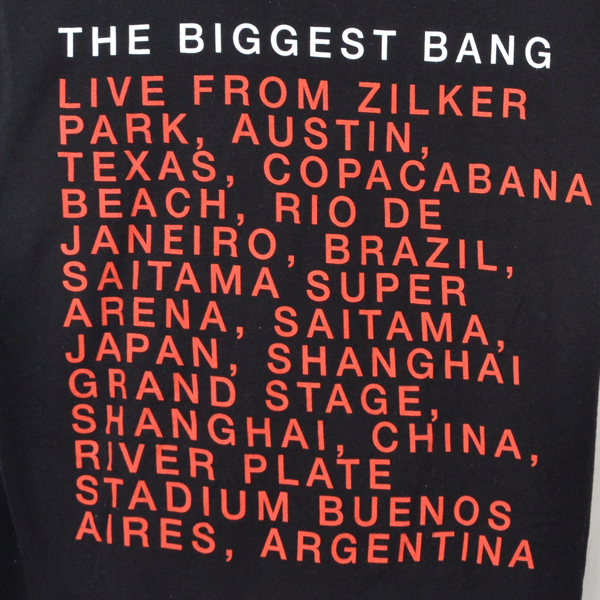 THE BIGGEST BANG
LIVE FROM ZILKER
PARK, AUSTIN,
TEXAS, COPACABANA
BEACH, RIO DE
JANEIRO, BRAZIL,
SAITAMA SUPER
ARENA, SAITAMA,
JAPAN, SHANGHAI
GRAND STAGE,
SHANGHAI, CHINA,
RIVER PLATE
STADIUM BUENOS
AIRES, ARGENTINA